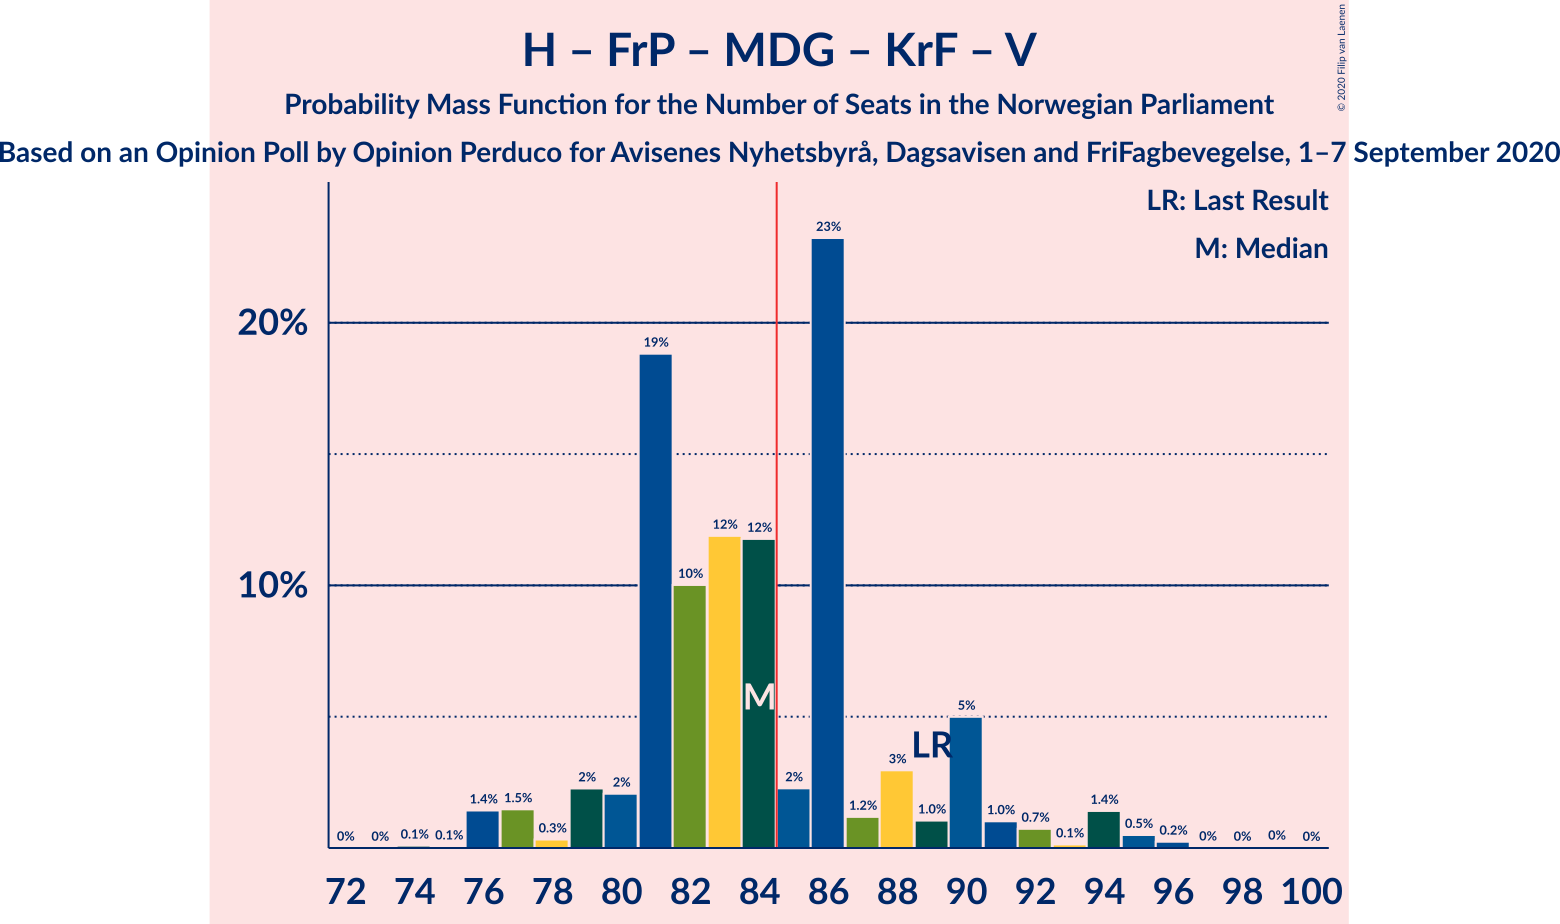 H – FrP – MDG – KrF – V
Probability Mass Function for the Number of Seats in the Norwegian Parliament
Based on an Opinion Poll by Opinion Perduco for Avisenes Nyhetsbyrå, Dagsavisen and FriFagbevegelse, 1–7 September 2020
© 2020 Filip van Laenen
LR: Last Result
M: Median
20%
10%
0% 0% 0.1% 0.1% 1.4% 1.5% 0.3% 2% 2% 19% 10% 12% 12% 2% 23% 1.2% 3% 1.0% 5% 1.0% 0.7% 0.1% 1.4% 0.5% 0.2% 0% 0% 0% 0%
M
LR
72 74 76 78 80 82 84 86 88 90 92 94 96 98 100